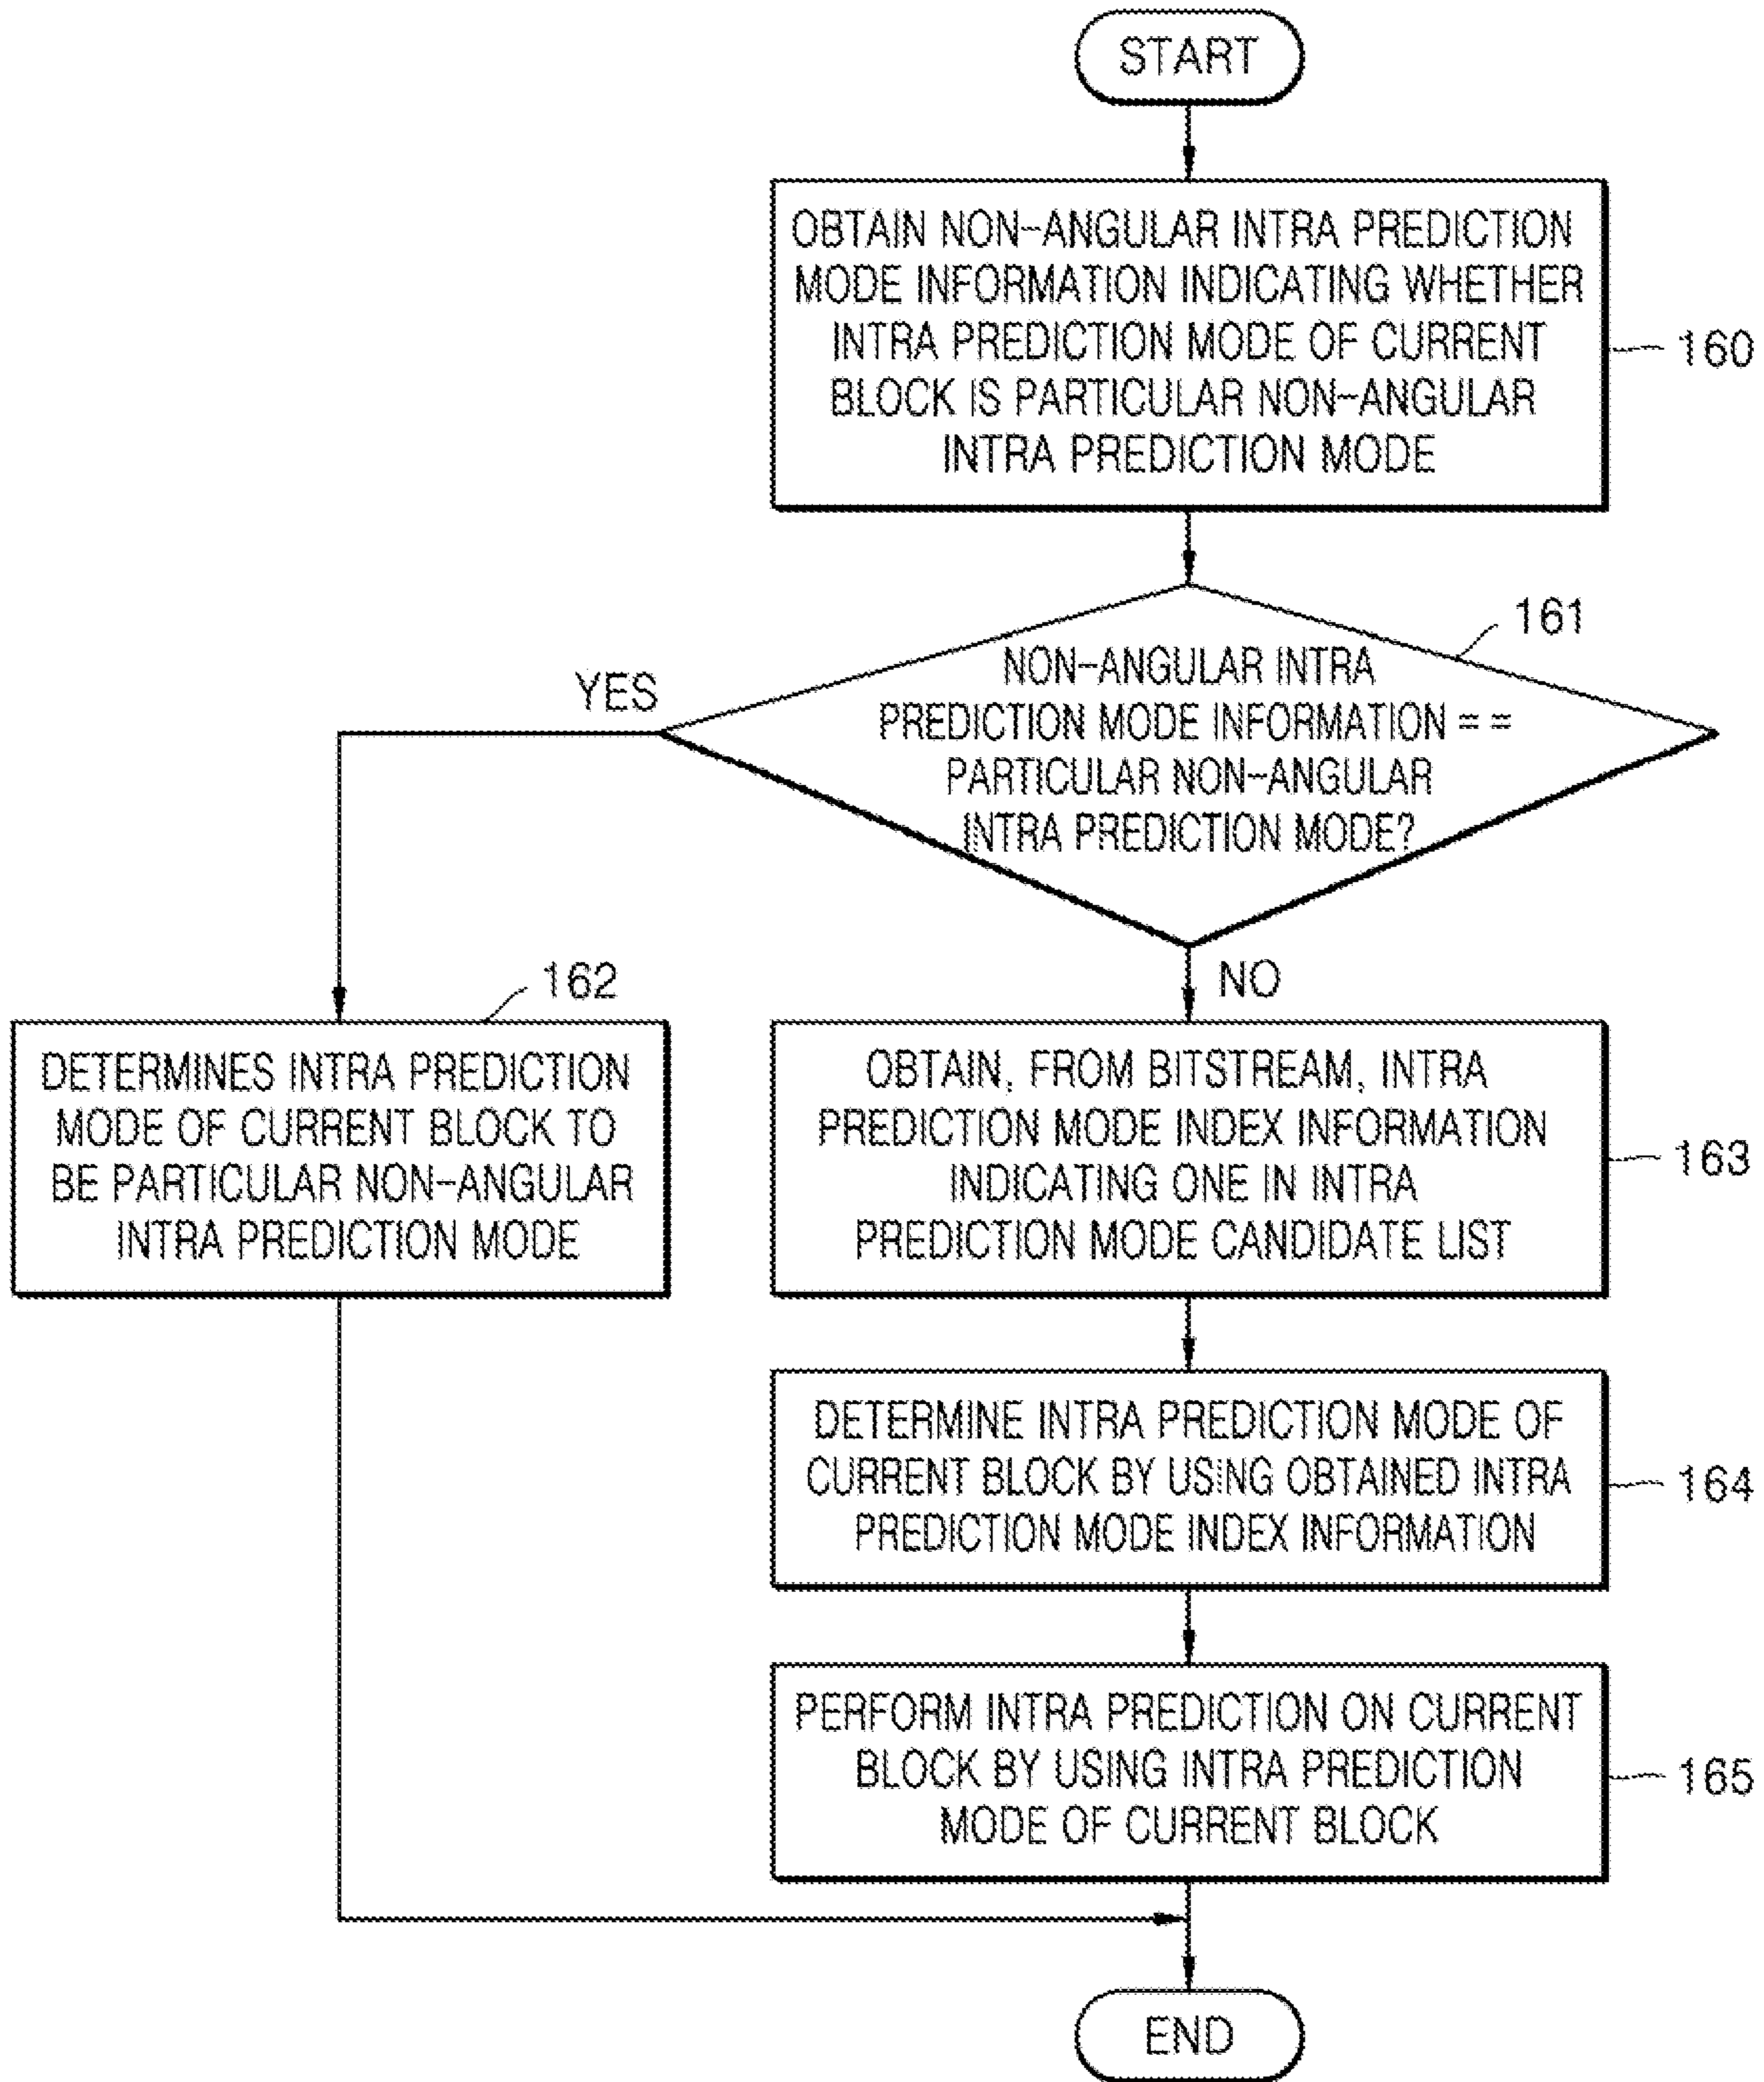 START
OBTAIN NON-ANGULAR INTRA PREDICTION
MODE INFORMATION INDICATING WHETHER
INTRA PREDICTION MODE OF CURRENT
BLOCK IS PARTICULAR NON-ANGULAR
INTRA PREDICTION MODE
160
161
NON-ANGULAR INTRA
PREDICTION MODE INFORMATION = =
PARTICULAR NON-ANGULAR
INTRA PREDICTION MODE?
YES
NO
162
DETERMINES INTRA PREDICTION
MODE OF CURRENT BLOCK TO
BE PARTICULAR NON-ANGULAR
INTRA PREDICTION MODE
OBTAIN, FROM BITSTREAM, INTRA
PREDICTION MODE INDEX INFORMATION
INDICATING ONE IN INTRA
PREDICTION MODE CANDIDATE LIST
163
DETERMINE INTRA PREDICTION MODE OF
CURRENT BLOCK BY USING OBTAINED INTRA
PREDICTION MODE INDEX INFORMATION
164
PERFORM INTRA PREDICTION ON CURRENT
BLOCK BY USING INTRA PREDICTION
MODE OF CURRENT BLOCK
165
END